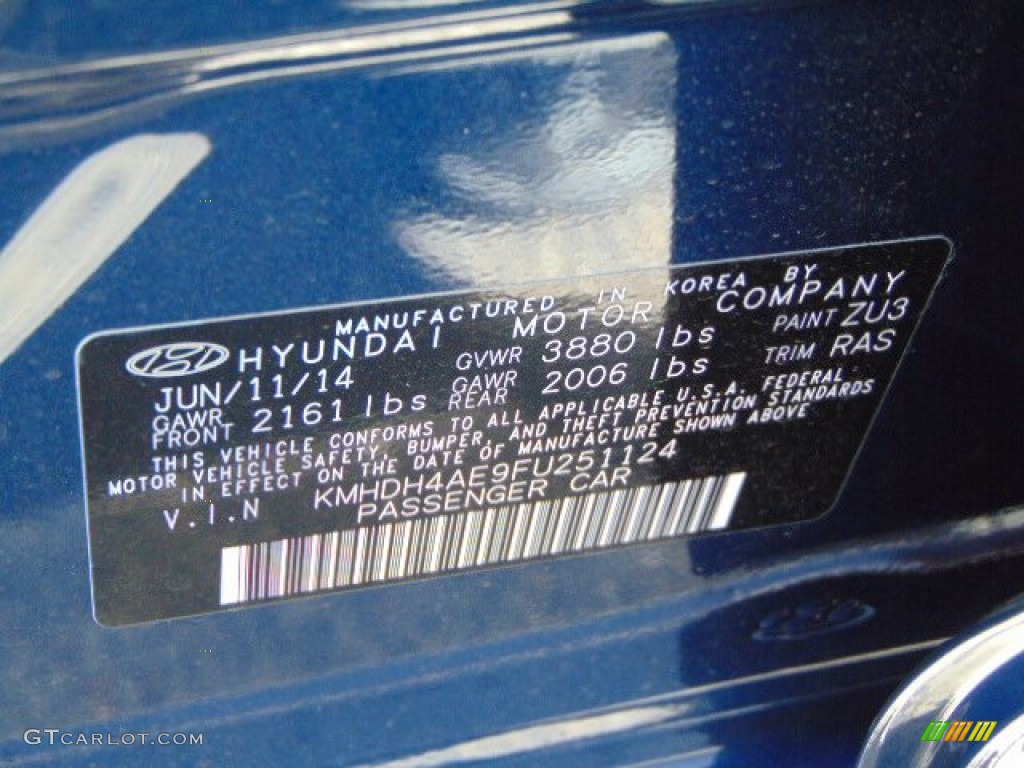 MANUFACTURED IN KOREA BY
HYUNDAI MOTOR COMPANY
JUN/11/14 GVWR 3880 lbs PAINT ZU3
GAWR FRONT 2161 lbs GAWR REAR 2006 lbs TRIM RAS
THIS VEHICLE CONFORMS TO ALL APPLICABLE U.S.A. FEDERAL
MOTOR VEHICLE SAFETY, BUMPER, AND THEFT PREVENTION STANDARDS
IN EFFECT ON THE DATE OF MANUFACTURE SHOWN ABOVE
V.I.N KMHDH4AE9FU251124
PASSENGER CAR
GTCARLOT.COM